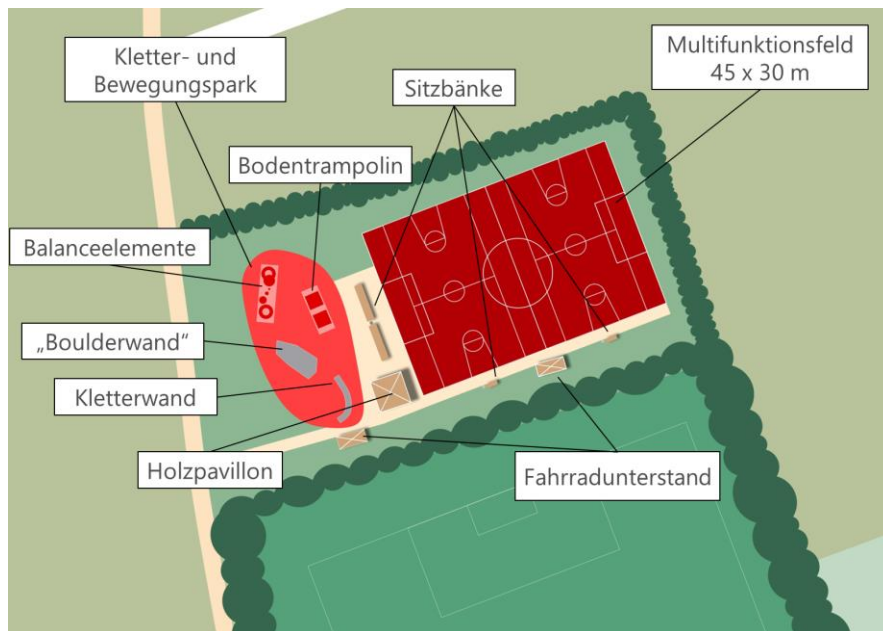 Kletter- und
Bewegungspark
Sitzbänke
Multifunktionsfeld
45 x 30 m
Bodentrampolin
Balanceelemente
„Boulderwand“
Kletterwand
Holzpavillon
Fahrradunterstand